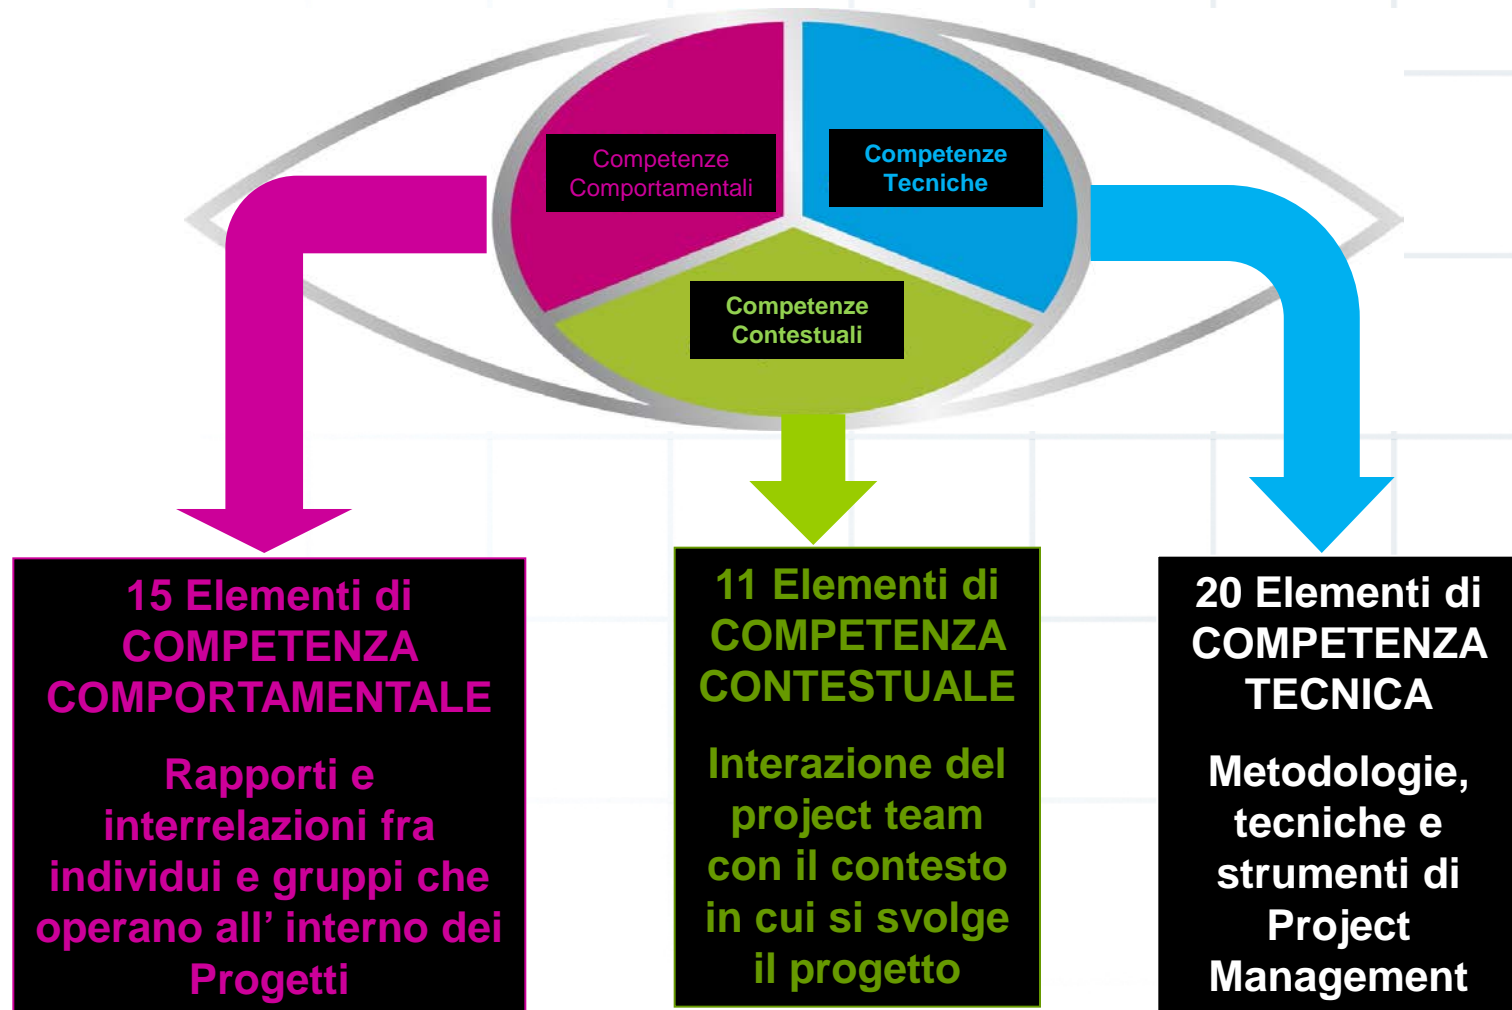 Competenze
Comportamentali
Competenze
Tecniche
Competenze
Contestuali
15 Elementi di
COMPETENZA
COMPORTAMENTALE
Rapporti e
interrelazioni fra
individui e gruppi che
operano all’ interno dei
Progetti
11 Elementi di
COMPETENZA
CONTESTUALE
Interazione del
project team
con il contesto
in cui si svolge
il progetto
20 Elementi di
COMPETENZA
TECNICA
Metodologie,
tecniche e
strumenti di
Project
Management